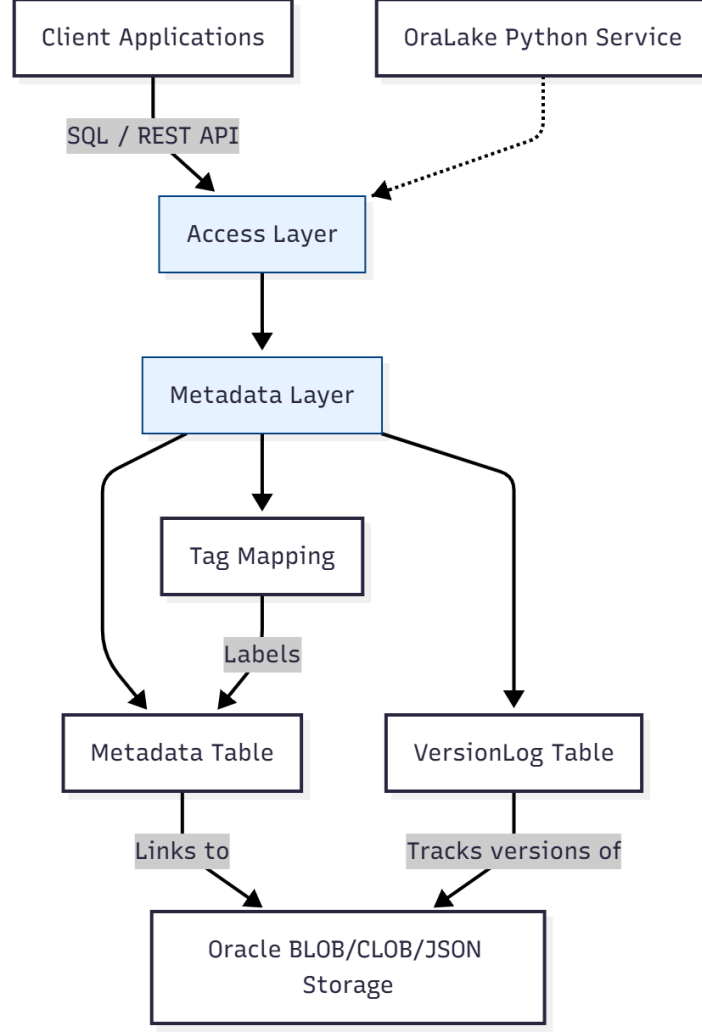 Client Applications
OraLake Python Service
SQL / REST API
Access Layer
Metadata Layer
Tag Mapping
Labels
Metadata Table
VersionLog Table
Links to
Tracks versions of
Oracle BLOB/CLOB/JSON
Storage